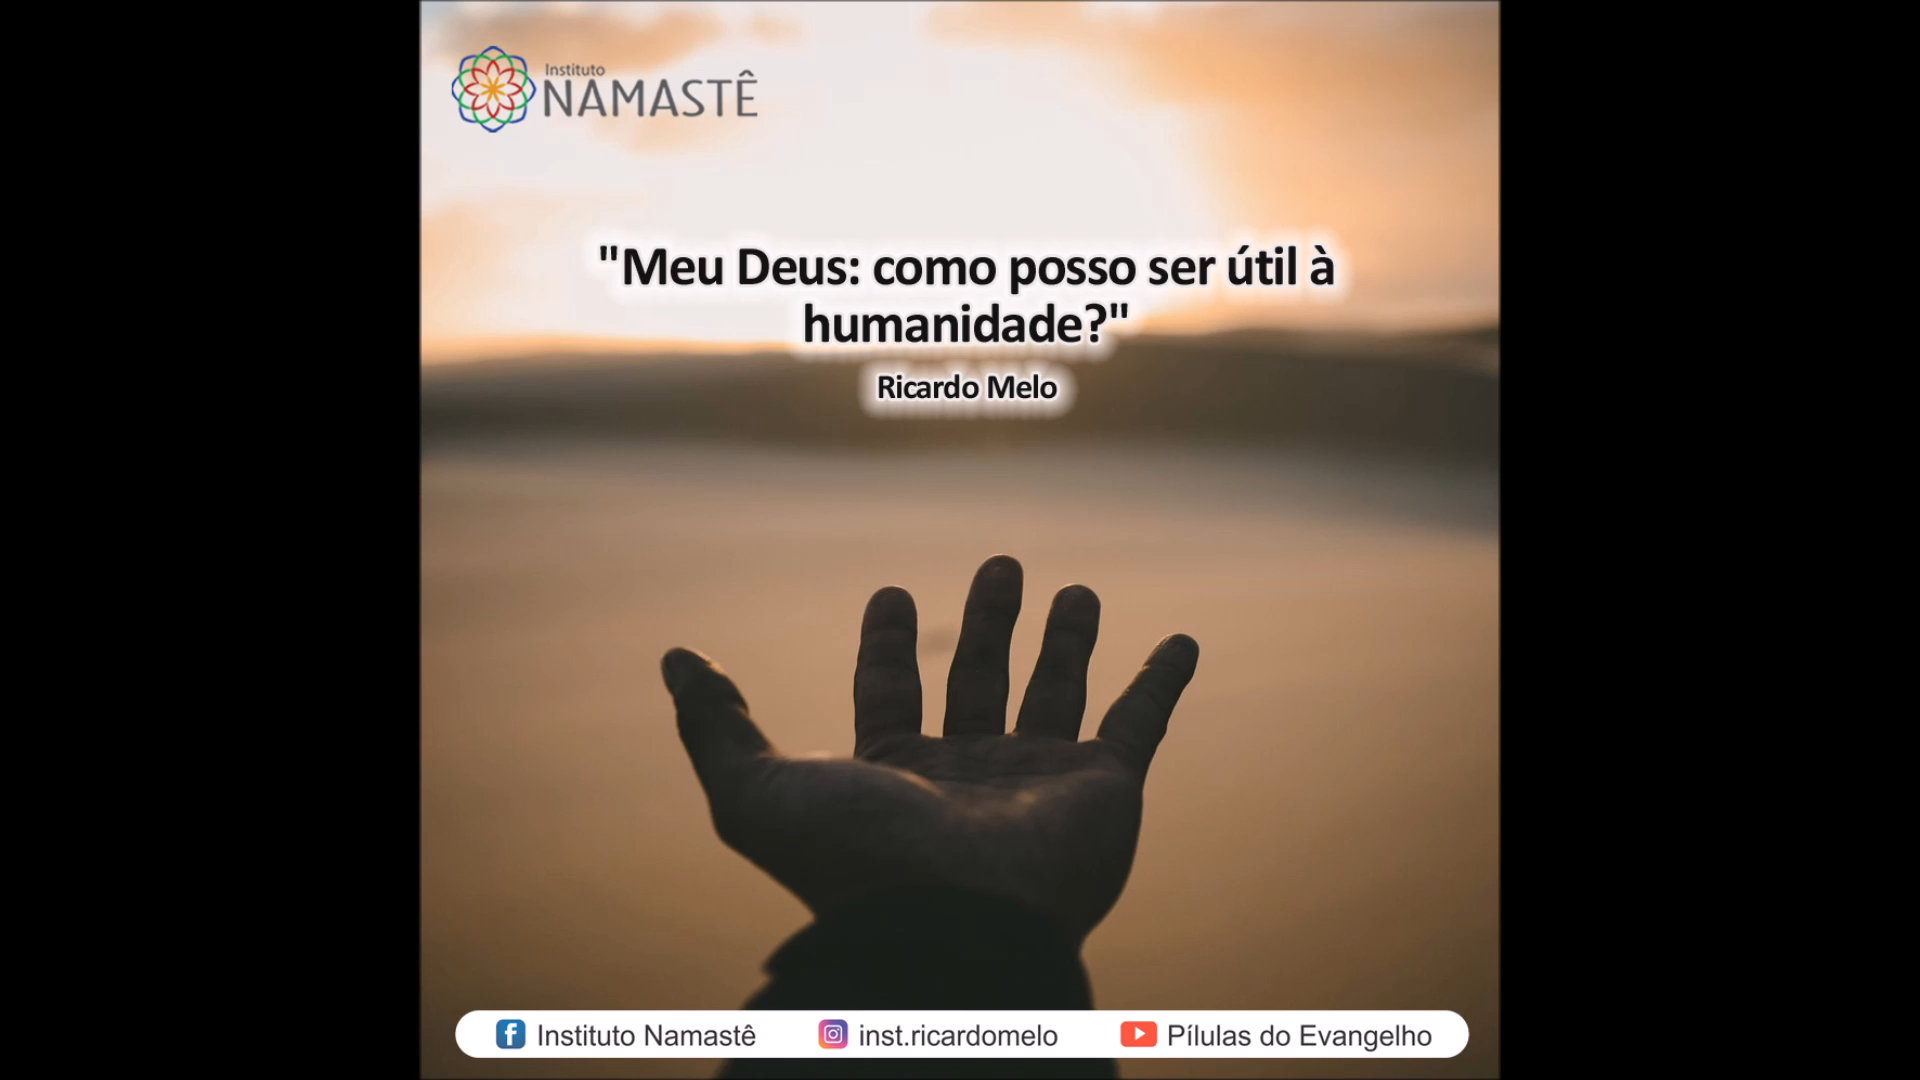 Instituto
NAMASTÊ
"Meu Deus: como posso ser útil à
humanidade?"
Ricardo Melo
Instituto Namastê
inst.ricardomelo
Pílulas do Evangelho